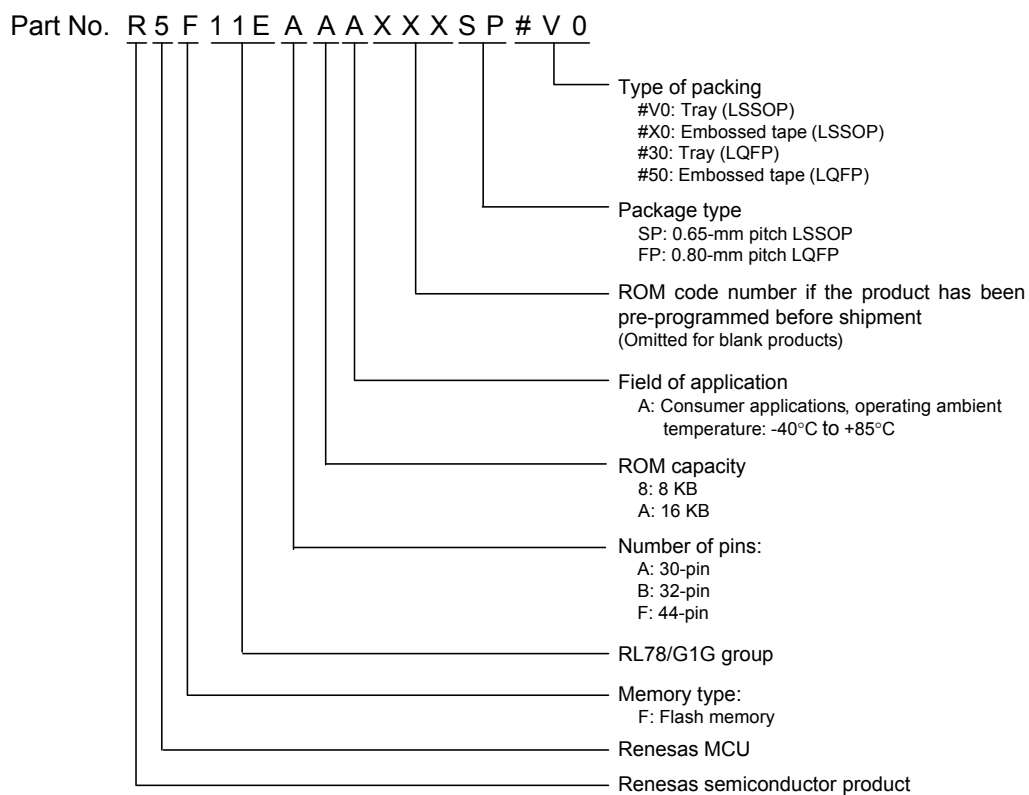 Part No. R 5 F 1 1 E A A A X X X S P # V 0
Type of packing
#V0: Tray (LSSOP)
#X0: Embossed tape (LSSOP)
#30: Tray (LQFP)
#50: Embossed tape (LQFP)
Package type
SP: 0.65-mm pitch LSSOP
FP: 0.80-mm pitch LQFP
ROM code number if the product has been
pre-programmed before shipment
(Omitted for blank products)
Field of application
A: Consumer applications, operating ambient
temperature: -40°C to +85°C
ROM capacity
8: 8 KB
A: 16 KB
Number of pins:
A: 30-pin
B: 32-pin
F: 44-pin
RL78/G1G group
Memory type:
F: Flash memory
Renesas MCU
Renesas semiconductor product